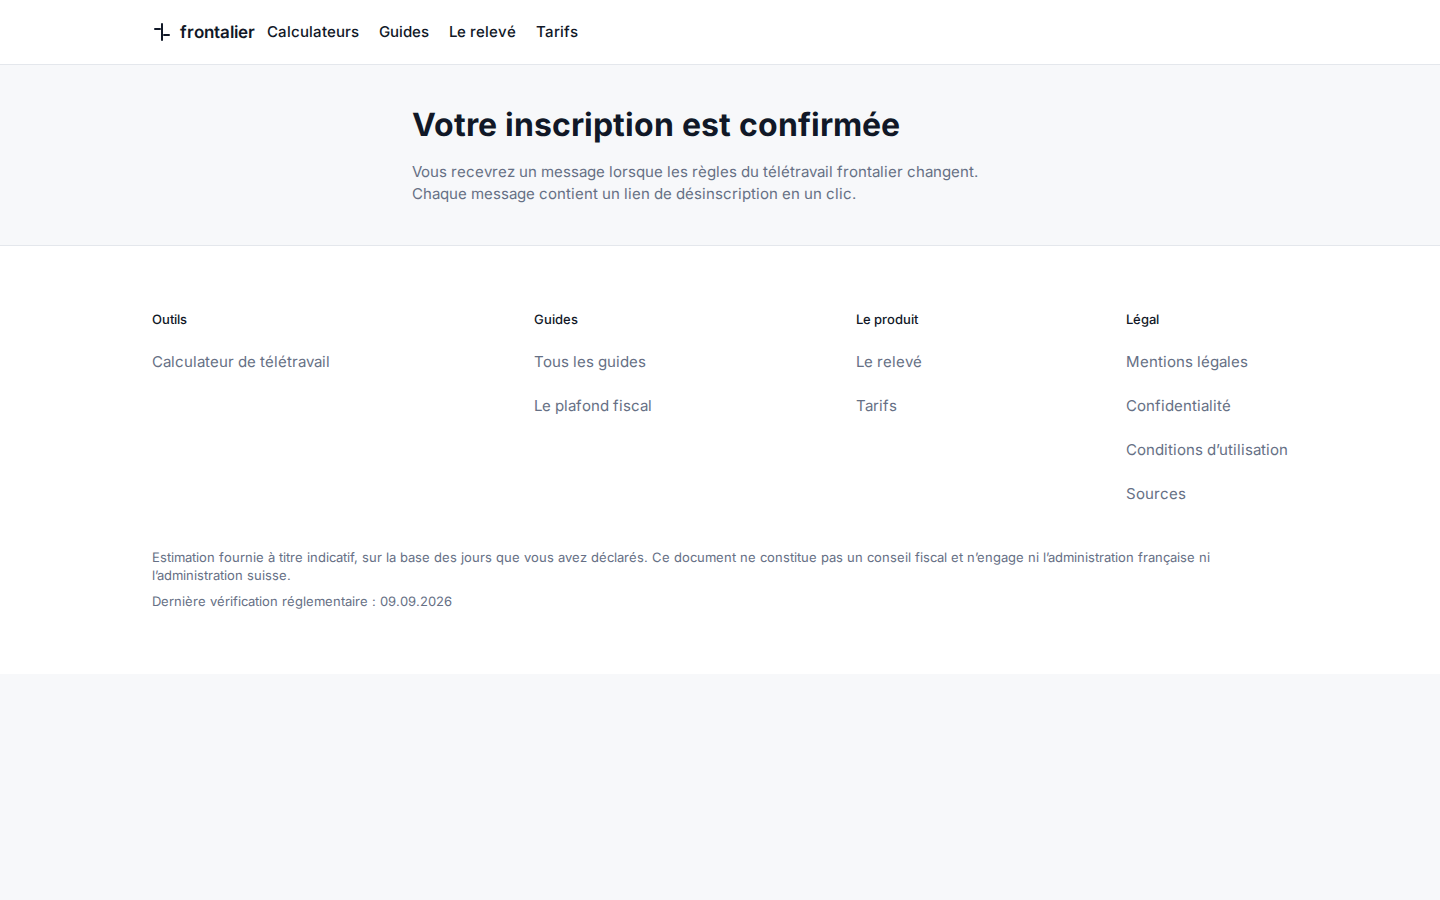 frontalier Calculateurs Guides Le relevé Tarifs
Votre inscription est confirmée
Vous recevrez un message lorsque les règles du télétravail frontalier changent.
Chaque message contient un lien de désinscription en un clic.
Outils
Calculateur de télétravail
Guides
Tous les guides
Le plafond fiscal
Le produit
Le relevé
Tarifs
Légal
Mentions légales
Confidentialité
Conditions d’utilisation
Sources
Estimation fournie à titre indicatif, sur la base des jours que vous avez déclarés. Ce document ne constitue pas un conseil fiscal et n’engage ni l’administration française ni
l’administration suisse.
Dernière vérification réglementaire : 09.09.2026